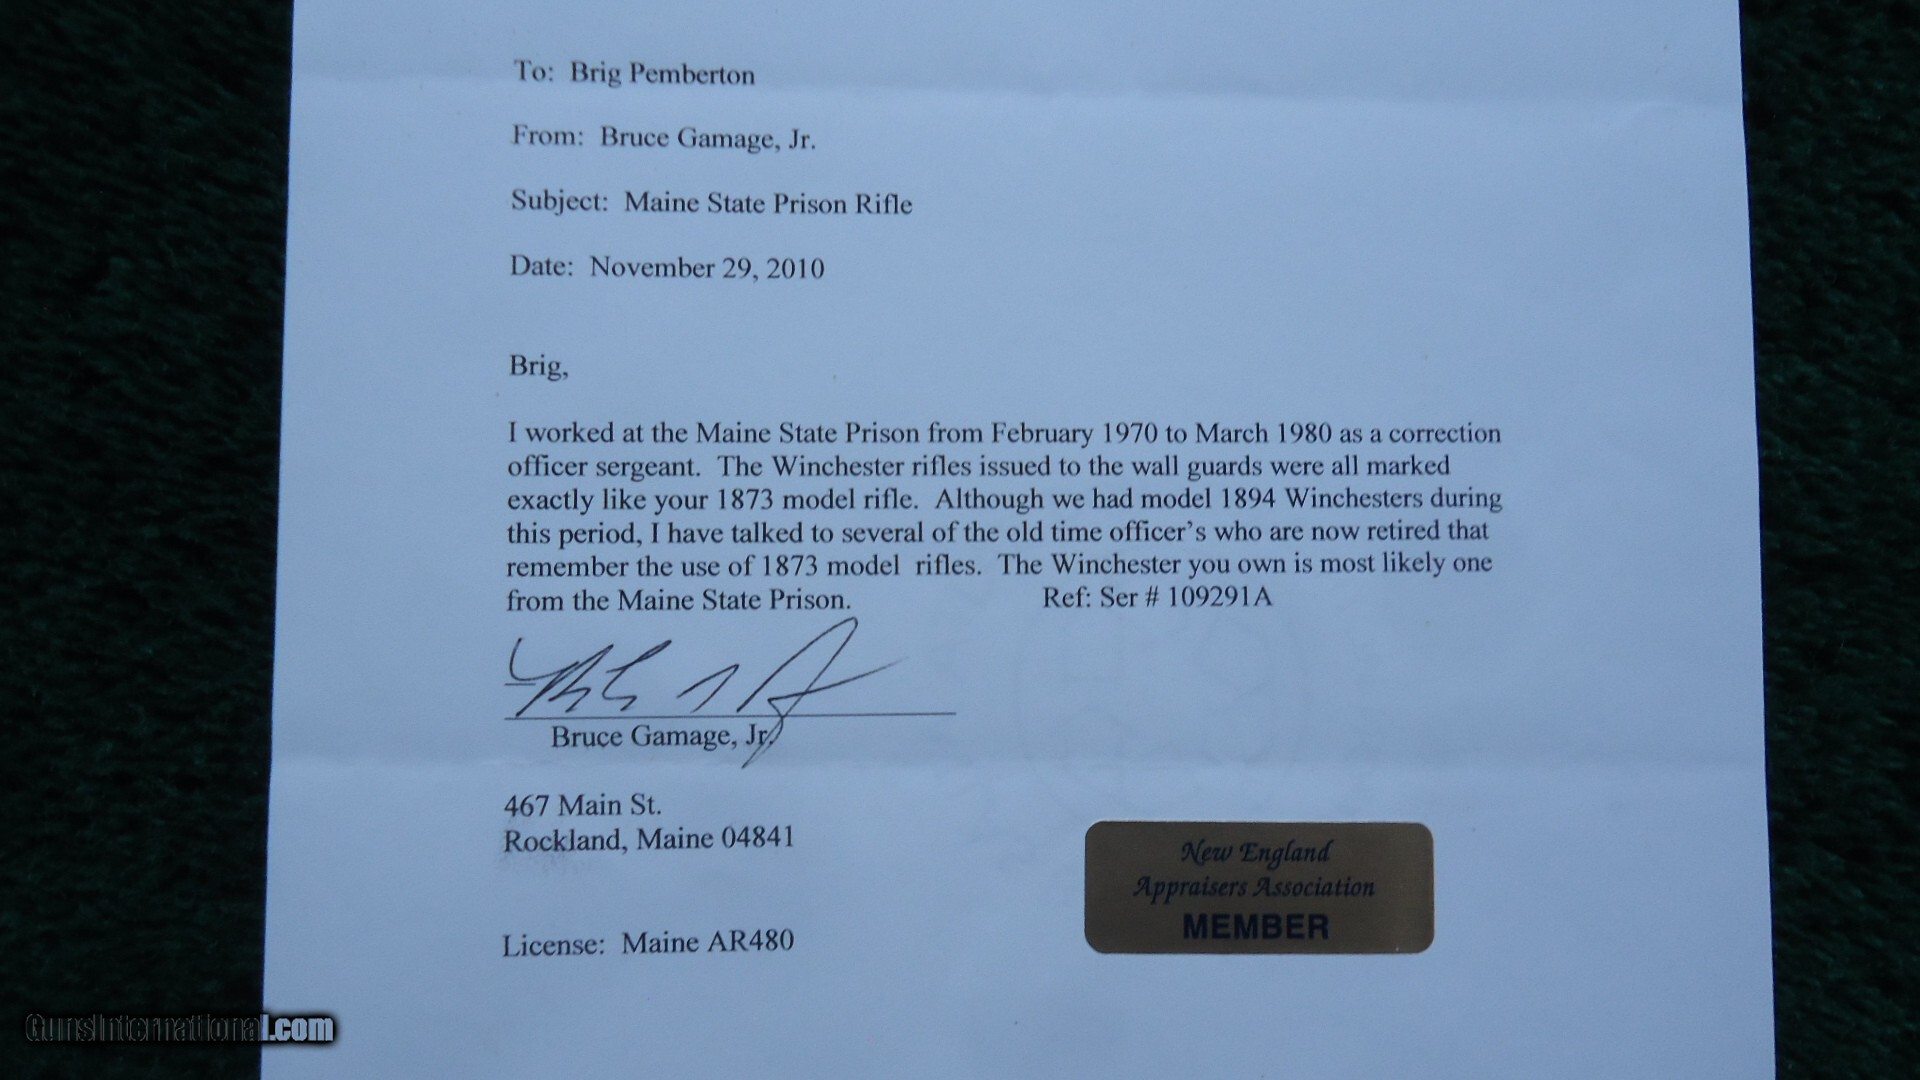 To:  Brig Pemberton
From:  Bruce Gamage, Jr.
Subject:  Maine State Prison Rifle
Date:  November 29, 2010
Brig,
I worked at the Maine State Prison from February 1970 to March 1980 as a correction
officer sergeant.  The Winchester rifles issued to the wall guards were all marked
exactly like your 1873 model rifle.  Although we had model 1894 Winchesters during
this period, I have talked to several of the old time officer's who are now retired that
remember the use of 1873 model  rifles.  The Winchester you own is most likely one
from the Maine State Prison.    Ref: Ser # 109291A
Bruce Gamage, Jr.
467 Main St.
Rockland, Maine 04841
License:  Maine AR480
New England
Appraisers Association
MEMBER
GunsInternational.com